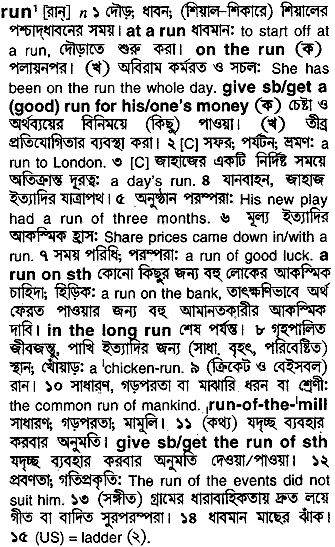 run¹ [রান্] n ১ দৌড়; ধাবন; (শিয়াল-শিকারে) শিয়ালের
পশ্চাদ্ধাবনের সময়। at a run ধাবমান: to start off at
a run, দৌড়াতে শুরু করা। on the run (ক)
পলায়নপর। (খ) অবিরাম কর্মরত ও সচল: She has
been on the run the whole day. give sb/get a
(good) run for his/one's money (ক) চেষ্টা ও
অর্থব্যয়ের বিনিময়ে (কিছু) পাওয়া। (খ) তীব্র
প্রতিযোগিতার ব্যবস্থা করা। ২ [C] সফর; পর্যটন; ভ্রমণ: a
run to London. ৩ [C] জাহাজের একটি নির্দিষ্ট সময়ে
অতিক্রান্ত দূরত্ব: a day's run. ৪ যানবাহন, জাহাজ
ইত্যাদির যাত্রাপথ। ৫ অনুষ্ঠান পরম্পরা: His new play
had a run of three months. ৬ মূল্য ইত্যাদির
আকস্মিক হ্রাস: Share prices came down in/with a
run. ৭ সময় পরিধি; পরম্পরা: a run of good luck. a
run on sth কোনো কিছুর জন্য বহু লোকের আকস্মিক
চাহিদা; হিড়িক: a run on the bank, তাৎক্ষণিভাবে অর্থ
ফেরত পাওয়ার জন্য বহু আমানতকারীর আকস্মিক
দাবি। in the long run শেষ পর্যন্ত। ৮ গৃহপালিত
জীবজন্তু, পাখি ইত্যাদির জন্য (সাধা, বৃহৎ, পরিবেষ্টিত)
স্থান; খোঁয়াড়: a ˈchicken-run. ৯ (ক্রিকেট ও বেইসবল)
রান। ১০ সাধারণ, গড়পরতা বা মাঝারি ধরন বা শ্রেণী:
the common run of mankind. ˌrun-of-the-ˈmill
সাধারণ; গড়পরতা; মামুলি। ১১ (কথ্য) যদৃচ্ছ ব্যবহার
করবার অনুমতি। give sb/get the run of sth
যদৃচ্ছ ব্যবহার করবার অনুমতি দেওয়া/পাওয়া। ১২
প্রবণতা; গতিপ্রকৃতি: The run of the events did not
suit him. ১৩ (সঙ্গীত) গ্রামের ধারাবাহিকতায় দ্রুত লয়ে
গীত বা বাদিত সুরপরম্পরা। ১৪ ধাবমান মাছের ঝাঁক।
১৫ (US) = ladder (২).